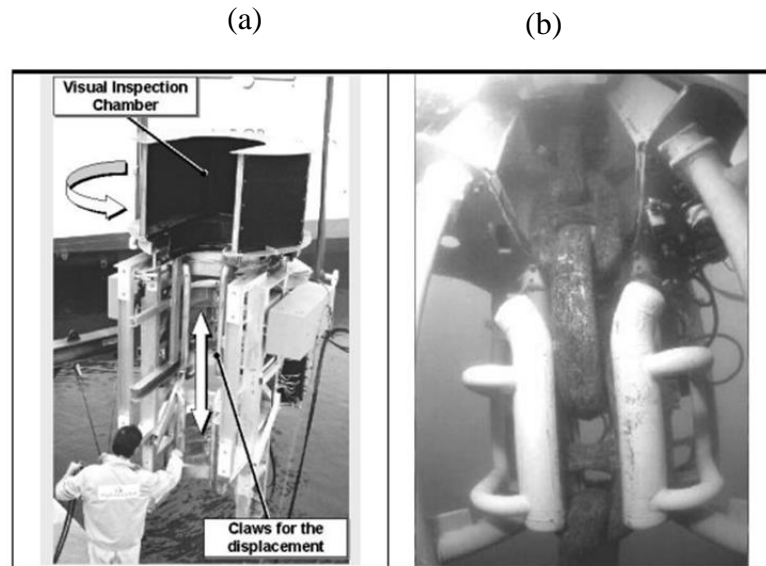 (a)
(b)
Visual Inspection
Chamber
Claws for the
displacement